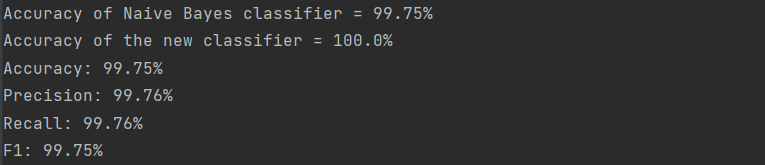 Accuracy of Naive Bayes classifier = 99.75%
Accuracy of the new classifier = 100.0%
Accuracy: 99.75%
Precision: 99.76%
Recall: 99.76%
F1: 99.75%